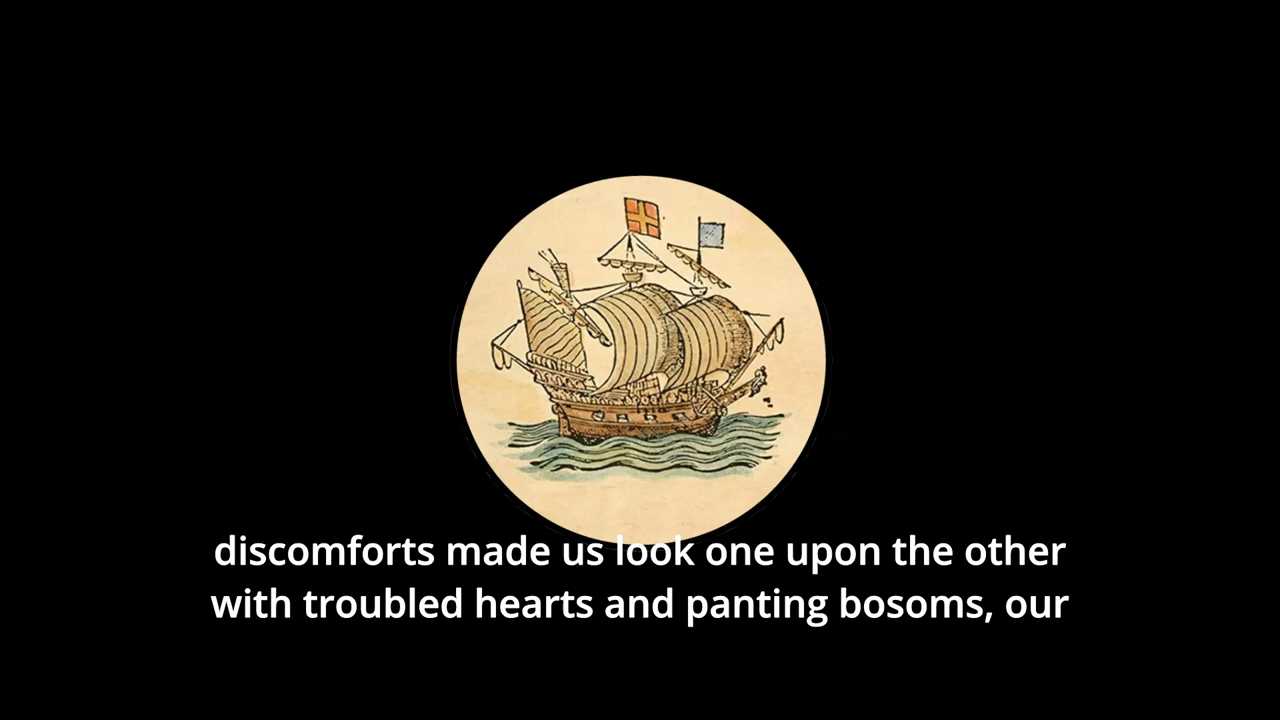 discomforts made us look one upon the other
with troubled hearts and panting bosoms, our